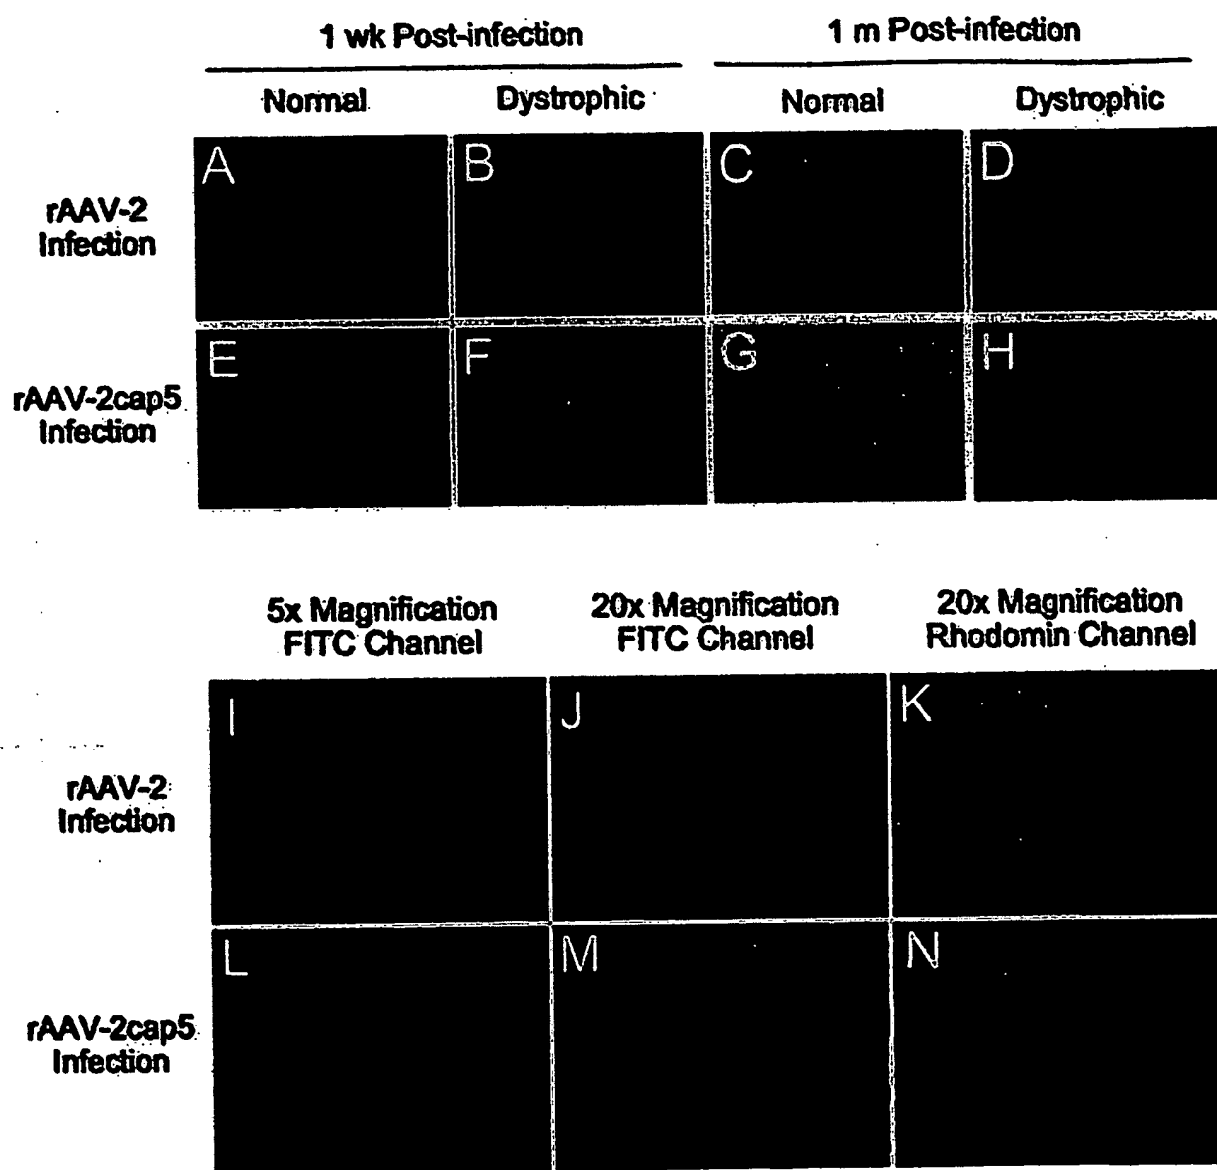 1 wk Post-infection 1 m Post-infection
Normal Dystrophic Normal Dystrophic
rAAV-2
Infection
A B C D
rAAV-2cap5
Infection
E F G H
5x Magnification
FITC Channel
20x Magnification
FITC Channel
20x Magnification
Rhodomin Channel
rAAV-2
Infection
I J K
rAAV-2cap5
Infection
L M N